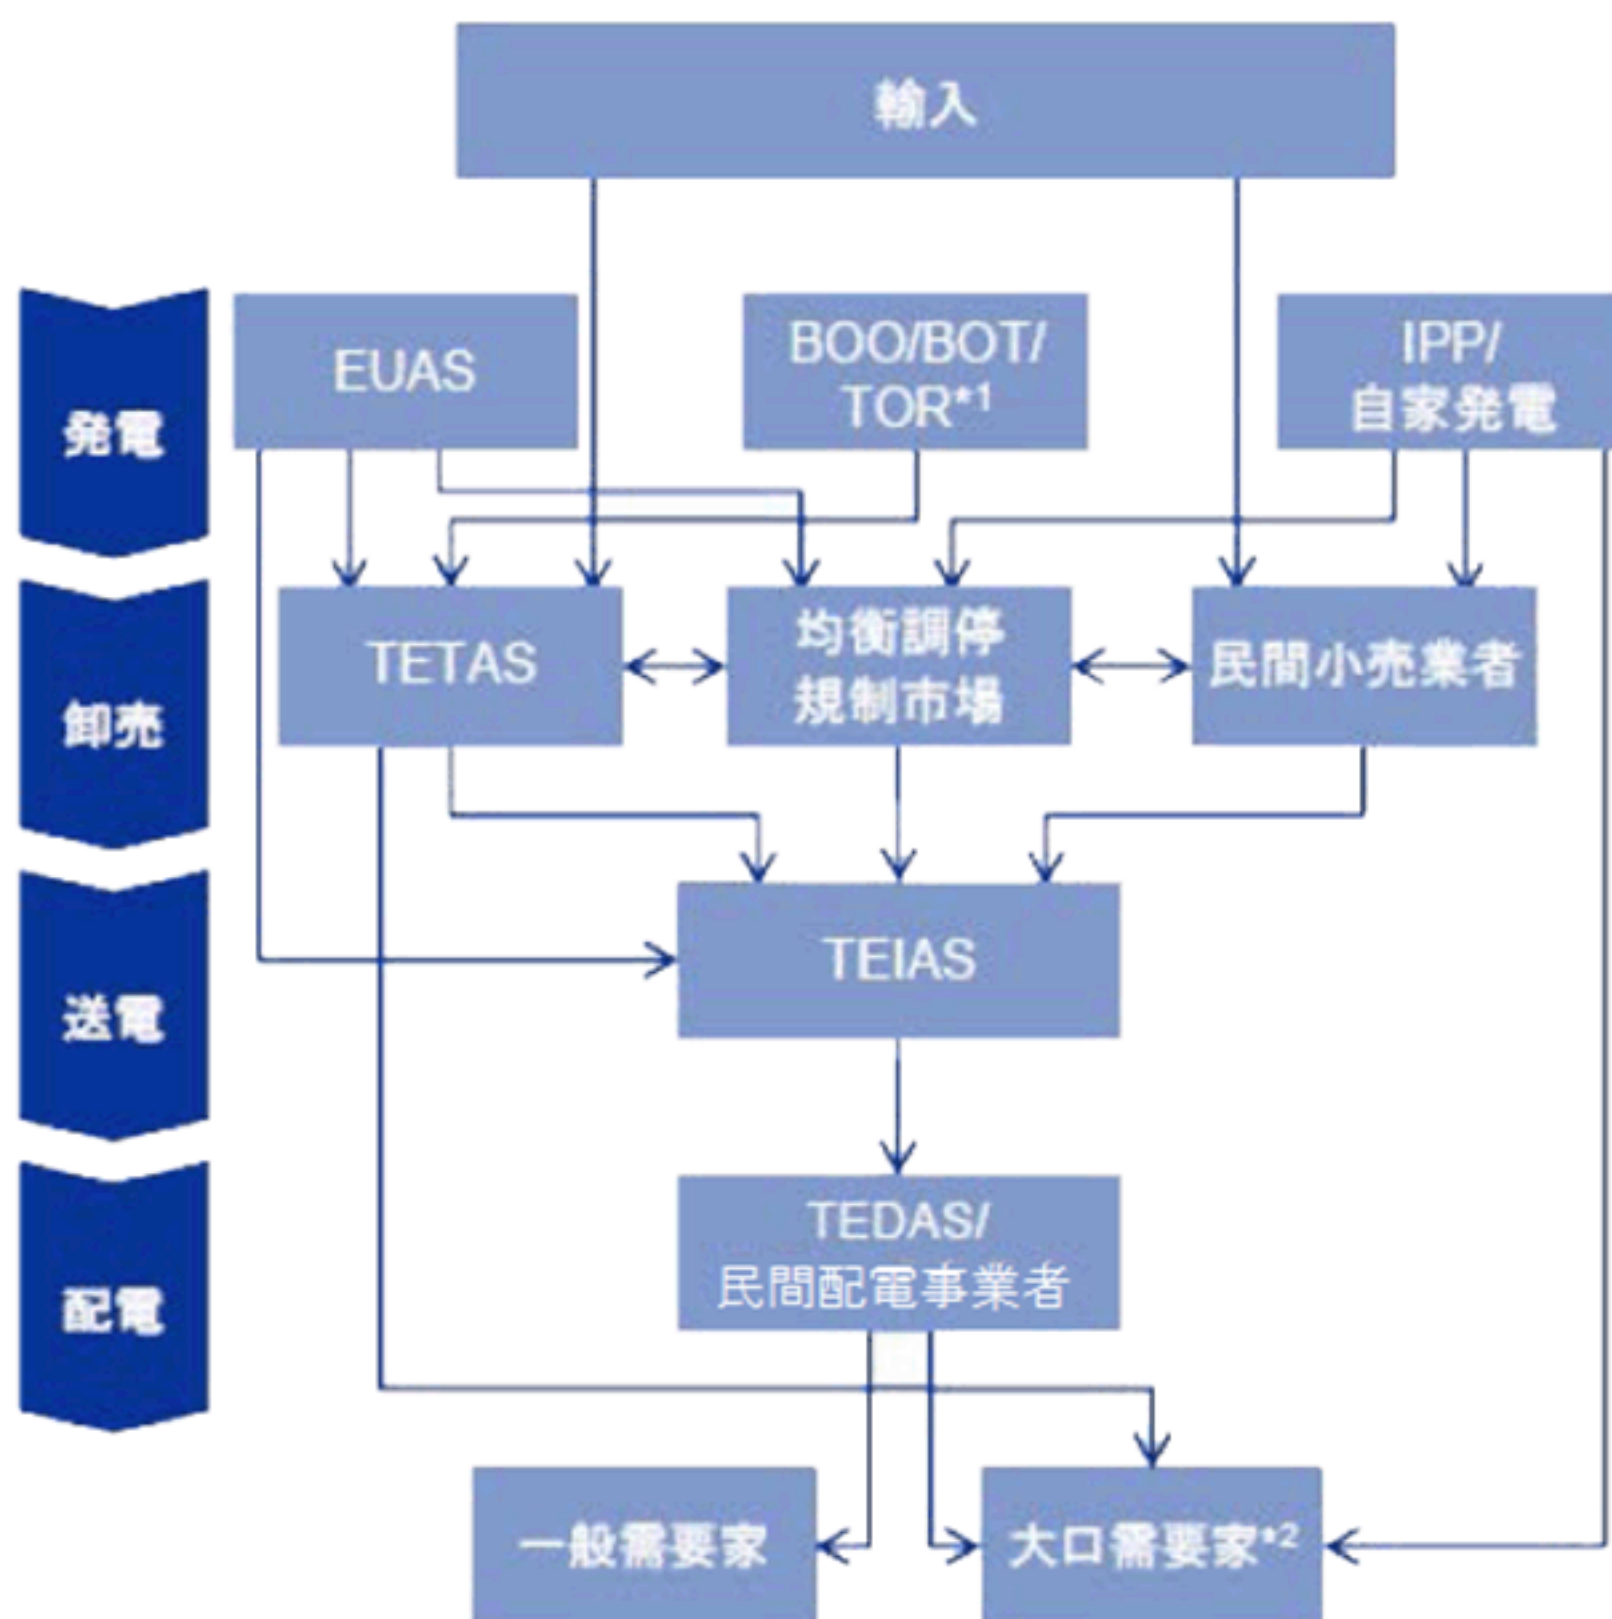 輸入
発電
EUAS
BOO/BOT/
TOR*1
IPP/
自家発電
卸売
TETAS
均衡調停
規制市場
民間小売業者
送電
TEIAS
配電
TEDAS/
民間配電事業者
一般需要家
大口需要家*2